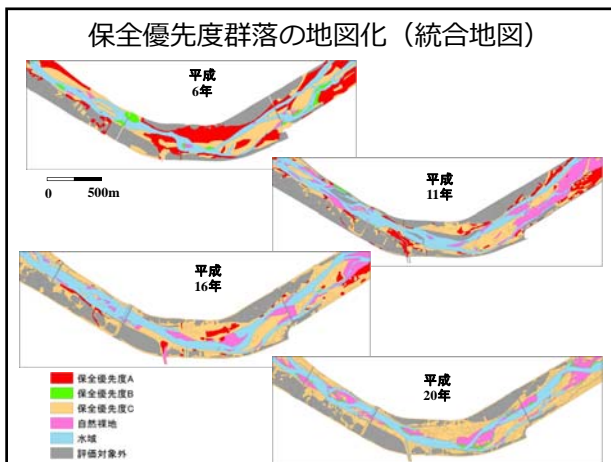 保全優先度群落の地図化（統合地図）
平成
6年
0 500m
平成
11年
平成
16年
平成
20年
保全優先度A
保全優先度B
保全優先度C
自然裸地
水域
評価対象外